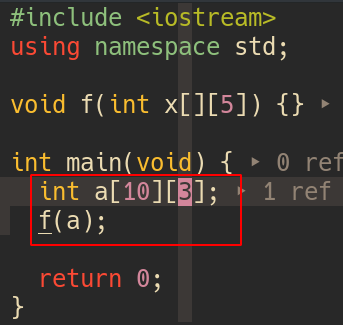 #include <iostream>
using namespace std;
void f(int x[][5]) {} ▸
int main(void) { ▸ 0 ref
int a[10][3]; ▸ 1 ref
f(a);
return 0;
}